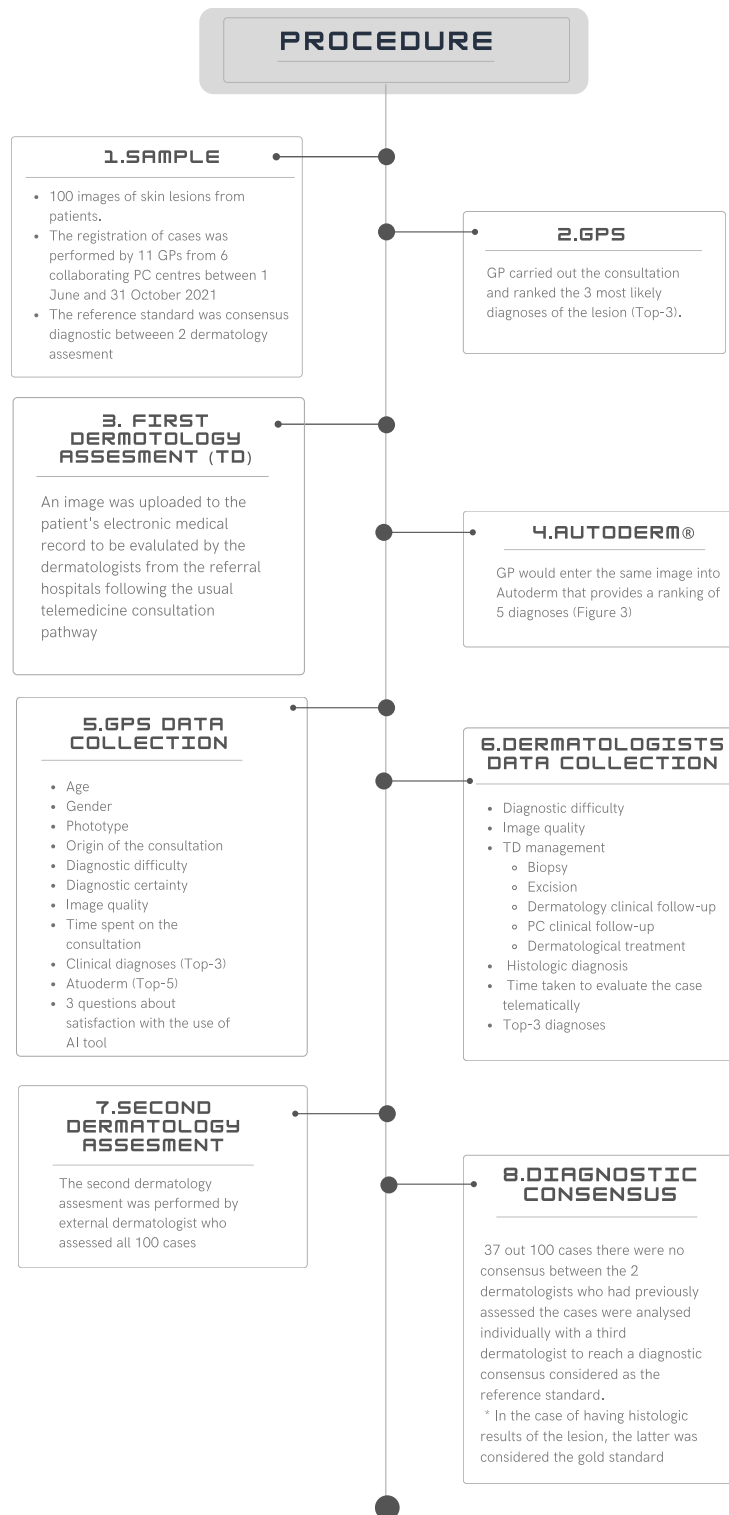 PROCEDURE
1.SAMPLE
• 100 images of skin lesions from
patients.
• The registration of cases was
performed by 11 GPs from 6
collaborating PC centres between 1
June and 31 October 2021
• The reference standard was consensus
diagnostic betweeen 2 dermatology
assesment
2.GPS
GP carried out the consultation
and ranked the 3 most likely
diagnoses of the lesion (Top-3).
3. FIRST
DERMOTOLOGY
ASSESMENT (TD)
An image was uploaded to the
patient's electronic medical
record to be evalulated by the
dermatologists from the referral
hospitals following the usual
telemedicine consultation
pathway
4.AUTODERM®
GP would enter the same image into
Autoderm that provides a ranking of
5 diagnoses (Figure 3)
5.GPS DATA
COLLECTION
• Age
• Gender
• Phototype
• Origin of the consultation
• Diagnostic difficulty
• Diagnostic certainty
• Image quality
• Time spent on the
consultation
• Clinical diagnoses (Top-3)
• Atuoderm (Top-5)
• 3 questions about
satisfaction with the use of
AI tool
6.DERMATOLOGISTS
DATA COLLECTION
• Diagnostic difficulty
• Image quality
• TD management
◦ Biopsy
◦ Excision
◦ Dermatology clinical follow-up
◦ PC clinical follow-up
◦ Dermatological treatment
• Histologic diagnosis
• Time taken to evaluate the case
telematically
• Top-3 diagnoses
7.SECOND
DERMATOLOGY
ASSESMENT
The second dermatology
assesment was performed by
external dermatologist who
assessed all 100 cases
8.DIAGNOSTIC
CONSENSUS
37 out 100 cases there were no
consensus between the 2
dermatologists who had previously
assessed the cases were analysed
individually with a third
dermatologist to reach a diagnostic
consensus considered as the
reference standard.
* In the case of having histologic
results of the lesion, the latter was
considered the gold standard